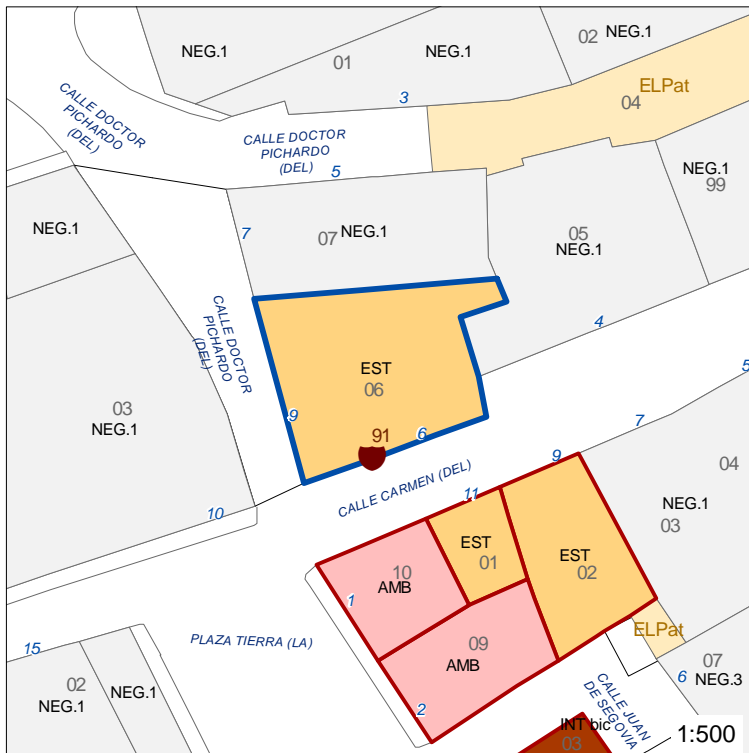 NEG.1
01
NEG.1
02
NEG.1
ELPat
04
3
CALLE DOCTOR
PICHARDO
(DEL)
CALLE DOCTOR
PICHARDO
(DEL)
5
NEG.1
99
NEG.1
7
07
NEG.1
05
NEG.1
CALLE DOCTOR
PICHARDO
(DEL)
4
EST
06
5
03
NEG.1
9
91
6
7
04
9
CALLE CARMEN (DEL)
11
NEG.1
03
10
EST
01
EST
02
10
AMB
1
PLAZA TIERRA (LA)
09
AMB
ELPat
15
02
NEG.1
NEG.1
2
07
NEG.3
6
CALLE JUAN
DE SEGOVIA
INT bic
03
1:500